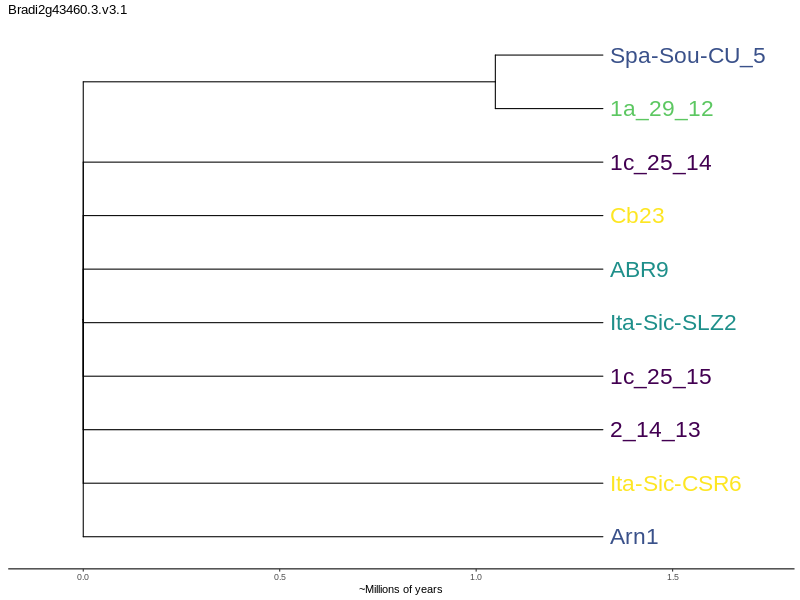 Bradi2g43460.3.v3.1
Spa-Sou-CU_5
1a_29_12
1c_25_14
Cb23
ABR9
Ita-Sic-SLZ2
1c_25_15
2_14_13
Ita-Sic-CSR6
Arn1
0.0 0.5 1.0 1.5
~Millions of years